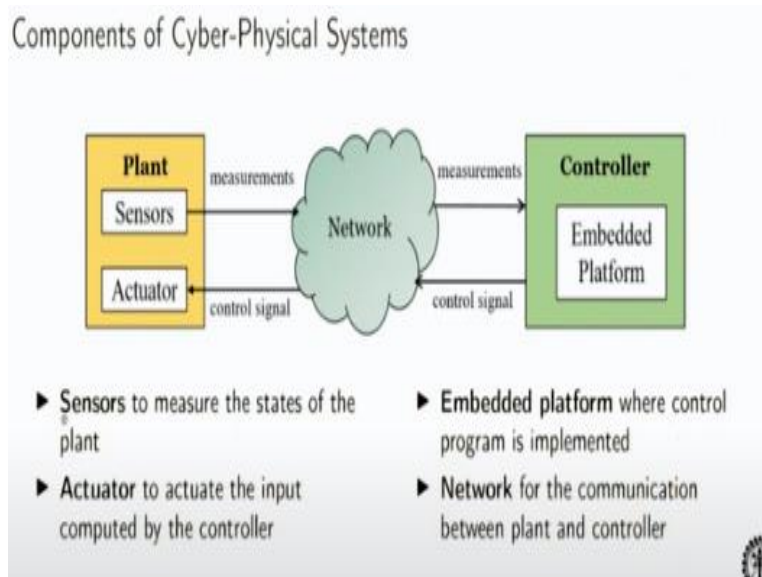 Components of Cyber-Physical Systems
Plant
Sensors
Actuator
measurements
control signal
Network
measurements
control signal
Controller
Embedded
Platform
▶ Sensors to measure the states of the
plant
▶ Actuator to actuate the input
computed by the controller
▶ Embedded platform where control
program is implemented
▶ Network for the communication
between plant and controller